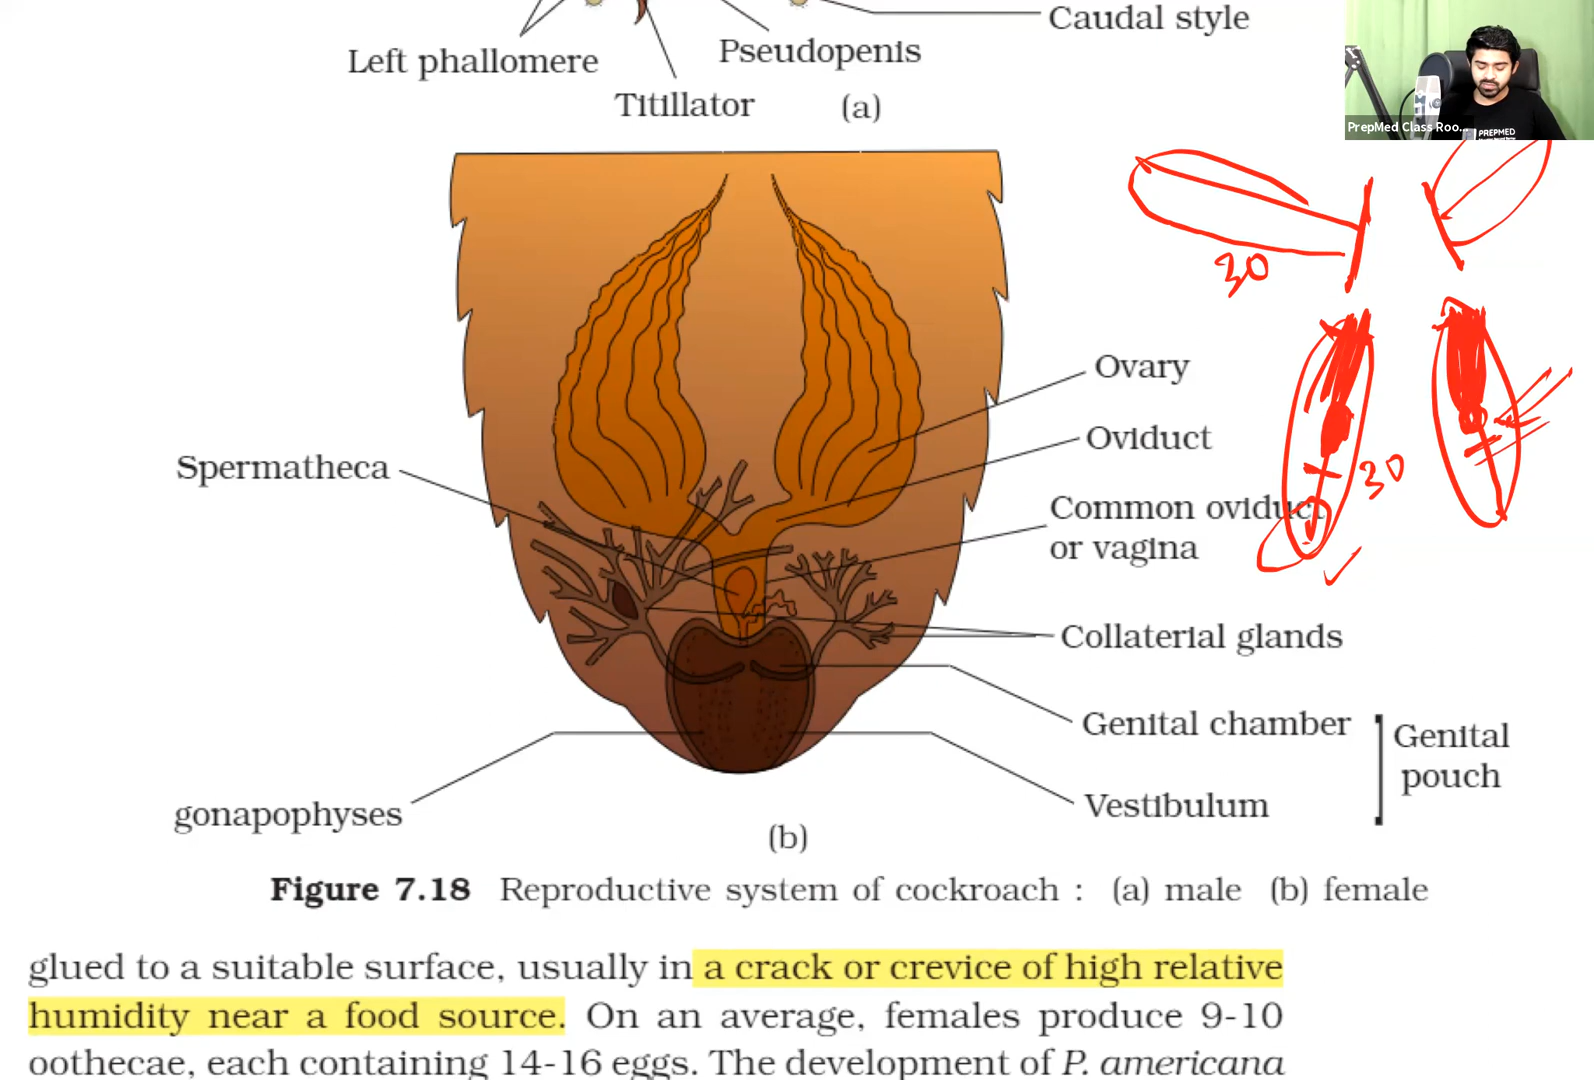 Caudal style
Left phallomere
Pseudopenis
Titillator
(a)
PrepMed Class Roo...
PREPMED
30
Ovary
Oviduct
Spermatheca
30
Common oviduct
or vagina
Collaterial glands
Genital chamber
Genital
pouch
Vestibulum
gonapophyses
(b)
Figure 7.18 Reproductive system of cockroach : (a) male (b) female
glued to a suitable surface, usually in a crack or crevice of high relative
humidity near a food source. On an average, females produce 9-10
oothecae, each containing 14-16 eggs. The development of P. americana